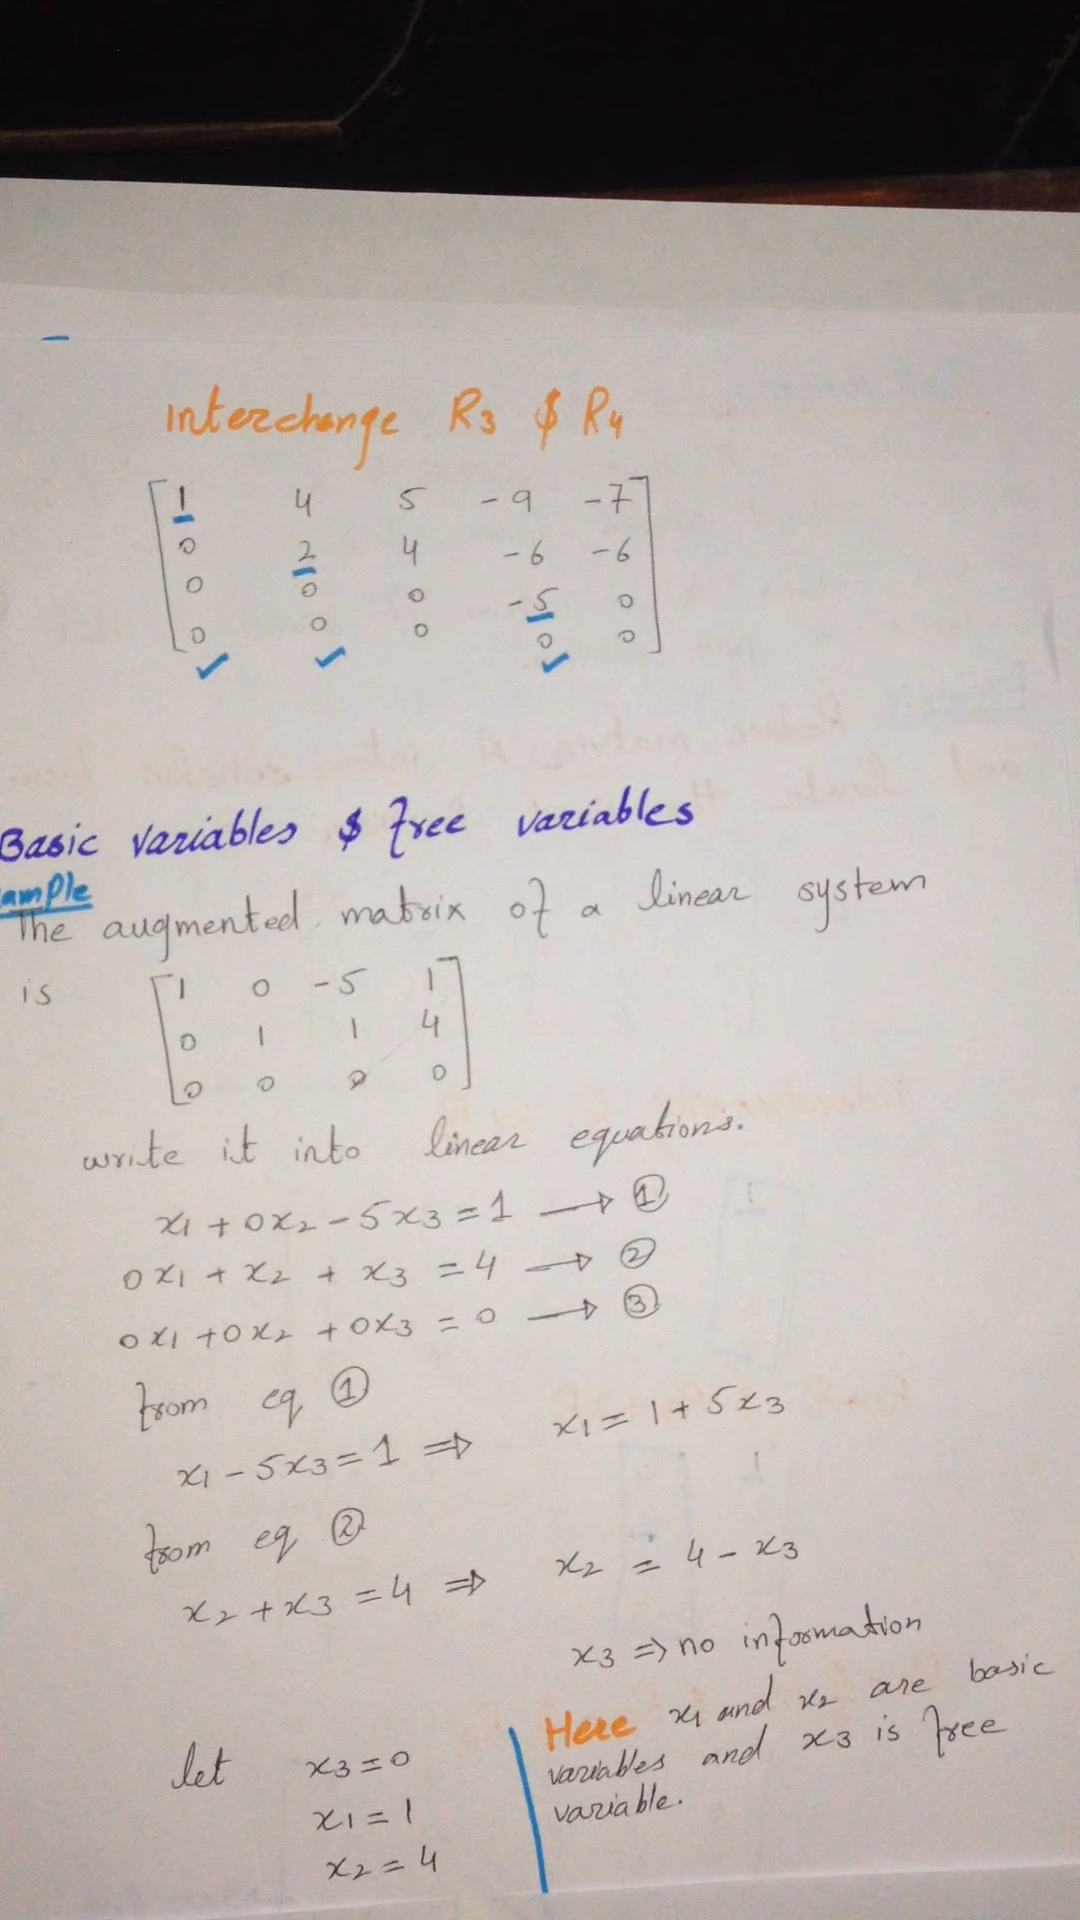 Interchange R3 $ R4
1 4 5 -9 -7
0 2 4 -6 -6
0 0 0 -5 0
0 0 0 0 0
Basic variables $ free variables
ample
The augmented matrix of a linear system
is
1 0 -5 1
0 1 1 4
0 0 0 0
write it into linear equations.
x1 + 0x2 - 5x3 = 1 → ①
0x1 + x2 + x3 = 4 → ②
0x1 + 0x2 + 0x3 = 0 → ③
from eq ①
x1 - 5x3 = 1 ⇒ x1 = 1 + 5x3
from eq ②
x2 + x3 = 4 ⇒ x2 = 4 - x3
x3 ⇒ no information
Here x1 and x2 are basic
variables and x3 is free
variable.
let x3 = 0
x1 = 1
x2 = 4